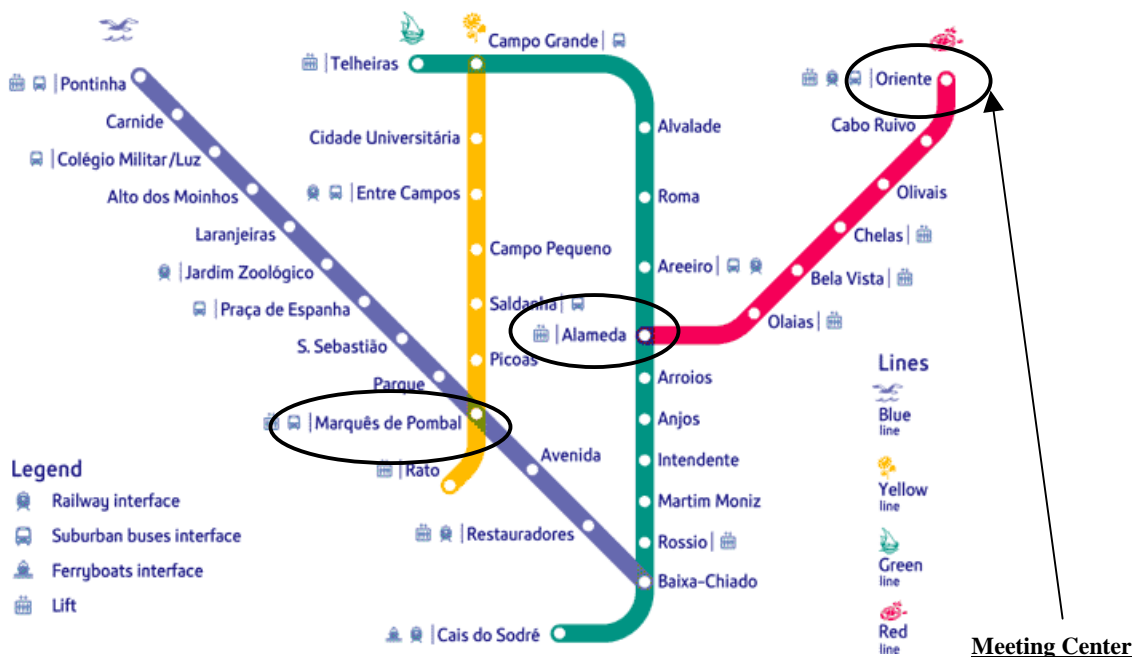 Campo Grande|
|Telheiras
|Pontinha
|Oriente
Carnide
Alvalade
Cabo Ruivo
Cidade Universitária
|Colégio Militar/Luz
Alto dos Moinhos
|Entre Campos
Roma
Olivais
Laranjeiras
Chelas|
Campo Pequeno
Areeiro|
|Jardim Zoológico
Bela Vista|
|Praça de Espanha
Saldanha|
Olaias|
|Alameda
S. Sebastião
Picoas
Parque
Arroios
Lines
|Marquês de Pombal
Anjos
Blue
line
Avenida
Intendente
Legend
|Rato
Yellow
line
Railway interface
Martim Moniz
Suburban buses interface
|Restauradores
Rossio|
Ferryboats interface
Green
line
Baixa-Chiado
Lift
|Cais do Sodré
Red
line
Meeting Center